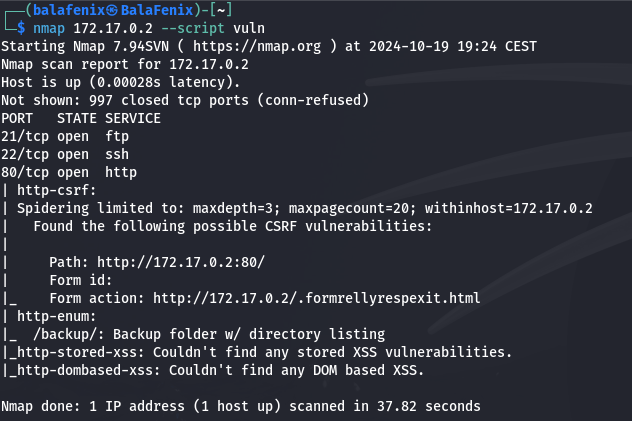 ┌──(balafenix㉿BalaFenix)-[~]
└─$ nmap 172.17.0.2 --script vuln
Starting Nmap 7.94SVN ( https://nmap.org ) at 2024-10-19 19:24 CEST
Nmap scan report for 172.17.0.2
Host is up (0.00028s latency).
Not shown: 997 closed tcp ports (conn-refused)
PORT   STATE SERVICE
21/tcp open  ftp
22/tcp open  ssh
80/tcp open  http
| http-csrf:
| Spidering limited to: maxdepth=3; maxpagecount=20; withinhost=172.17.0.2
|   Found the following possible CSRF vulnerabilities:
|
|     Path: http://172.17.0.2:80/
|     Form id:
|_    Form action: http://172.17.0.2/.formrellyrespexit.html
| http-enum:
|_  /backup/: Backup folder w/ directory listing
|_http-stored-xss: Couldn't find any stored XSS vulnerabilities.
|_http-dombased-xss: Couldn't find any DOM based XSS.

Nmap done: 1 IP address (1 host up) scanned in 37.82 seconds